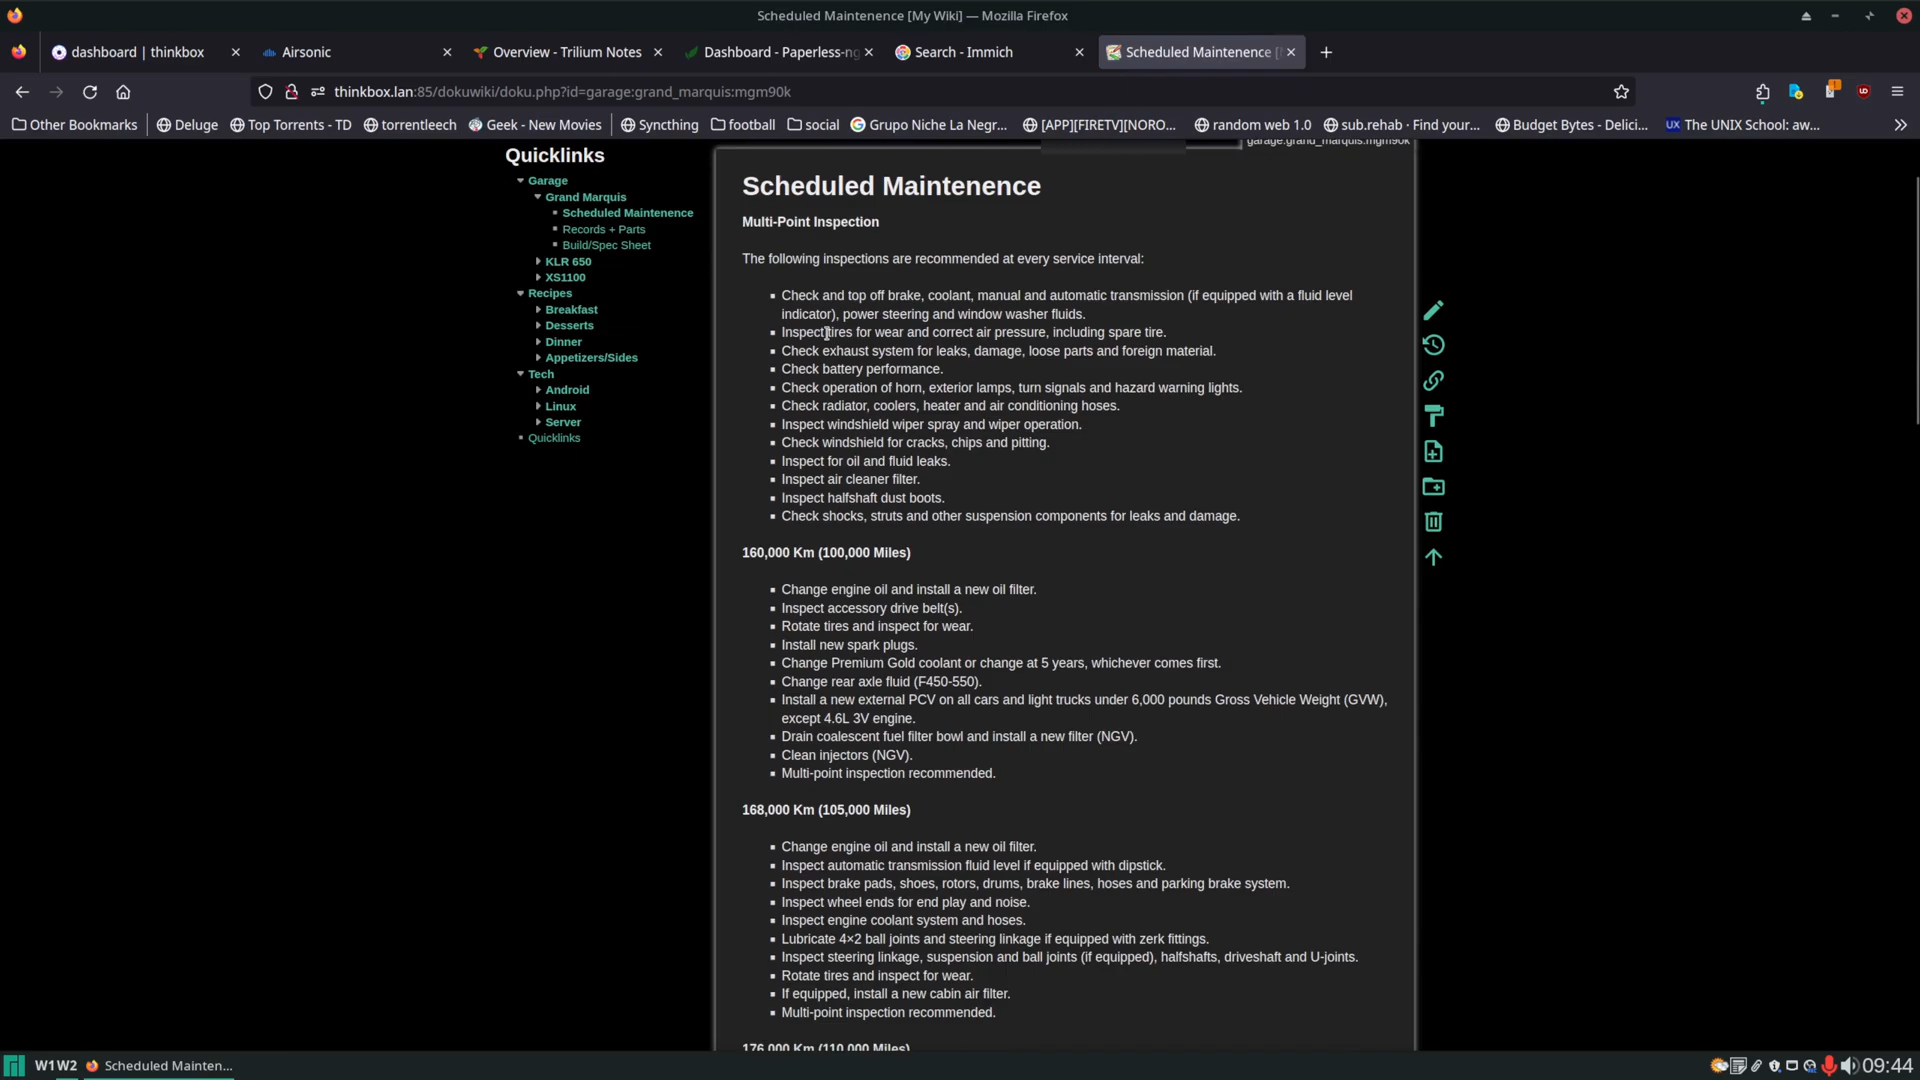 Scheduled Maintenence [My Wiki] — Mozilla Firefox
dashboard | thinkbox
Airsonic
Overview - Trilium Notes
Dashboard - Paperless-ng
Search - Immich
Scheduled Maintenence [
thinkbox.lan:85/dokuwiki/doku.php?id=garage:grand_marquis:mgm90k
Other Bookmarks
Deluge
Top Torrents - TD
torrentleech
Geek - New Movies
Syncthing
football
social
Grupo Niche La Negr...
[APP][FIRETV][NORO...
random web 1.0
sub.rehab · Find your...
Budget Bytes - Delici...
UX The UNIX School: aw...
garage:grand_marquis:mgm90k
Quicklinks
Garage
Grand Marquis
Scheduled Maintenence
Records + Parts
Build/Spec Sheet
KLR 650
XS1100
Recipes
Breakfast
Desserts
Dinner
Appetizers/Sides
Tech
Android
Linux
Server
Quicklinks
Scheduled Maintenence
Multi-Point Inspection
The following inspections are recommended at every service interval:
Check and top off brake, coolant, manual and automatic transmission (if equipped with a fluid level
indicator), power steering and window washer fluids.
Inspect tires for wear and correct air pressure, including spare tire.
Check exhaust system for leaks, damage, loose parts and foreign material.
Check battery performance.
Check operation of horn, exterior lamps, turn signals and hazard warning lights.
Check radiator, coolers, heater and air conditioning hoses.
Inspect windshield wiper spray and wiper operation.
Check windshield for cracks, chips and pitting.
Inspect for oil and fluid leaks.
Inspect air cleaner filter.
Inspect halfshaft dust boots.
Check shocks, struts and other suspension components for leaks and damage.
160,000 Km (100,000 Miles)
Change engine oil and install a new oil filter.
Inspect accessory drive belt(s).
Rotate tires and inspect for wear.
Install new spark plugs.
Change Premium Gold coolant or change at 5 years, whichever comes first.
Change rear axle fluid (F450-550).
Install a new external PCV on all cars and light trucks under 6,000 pounds Gross Vehicle Weight (GVW),
except 4.6L 3V engine.
Drain coalescent fuel filter bowl and install a new filter (NGV).
Clean injectors (NGV).
Multi-point inspection recommended.
168,000 Km (105,000 Miles)
Change engine oil and install a new oil filter.
Inspect automatic transmission fluid level if equipped with dipstick.
Inspect brake pads, shoes, rotors, drums, brake lines, hoses and parking brake system.
Inspect wheel ends for end play and noise.
Inspect engine coolant system and hoses.
Lubricate 4×2 ball joints and steering linkage if equipped with zerk fittings.
Inspect steering linkage, suspension and ball joints (if equipped), halfshafts, driveshaft and U-joints.
Rotate tires and inspect for wear.
If equipped, install a new cabin air filter.
Multi-point inspection recommended.
176,000 Km (110,000 Miles)
W1W2
Scheduled Mainten...
09:44